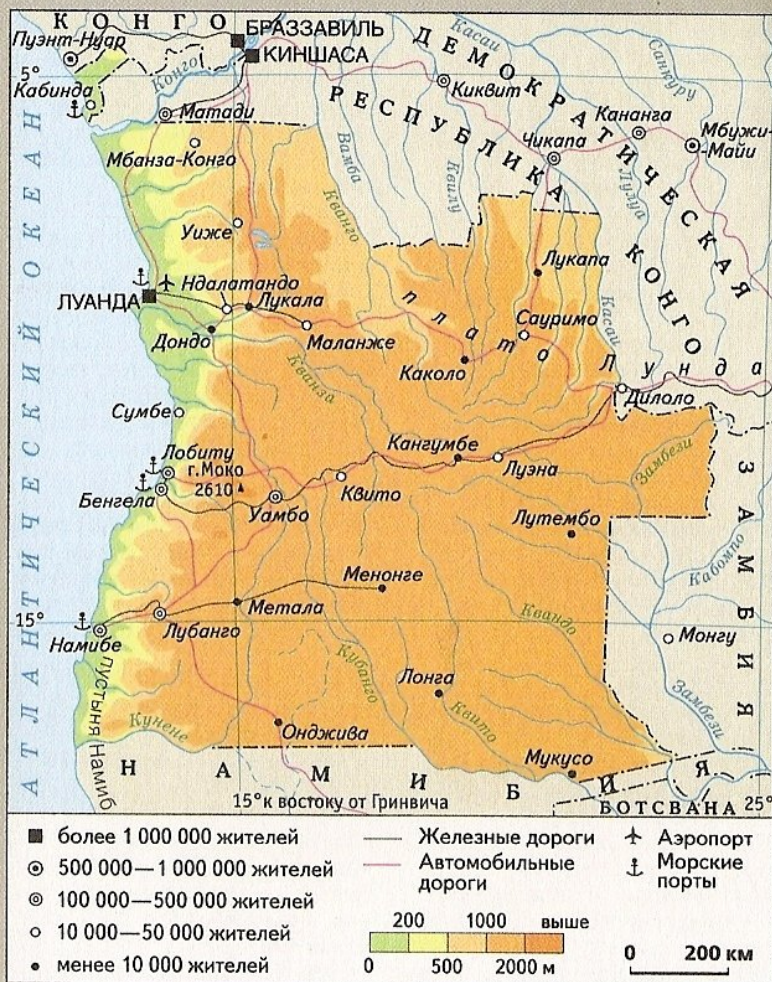 КОНГО
БРАЗЗАВИЛЬ
КИНШАСА
Пуэнт-Нуар
5°
Конго
Кабинда
Матади
ДЕМОКРАТИЧЕСКАЯ
РЕСПУБЛИКА
КОНГО
Касаи
Санкуру
Киквит
Кананга
Мбужи-
-Майи
Чикапа
Лулуа
Вамба
Квилу
Кванго
Мбанза-Конго
Уиже
Лукапа
Касаи
ЛУАНДА
Ндалатандо
Лукала
Дондо
Маланже
плато Лунда
Сауримо
Каколо
Кванза
Дилоло
Сумбе
Лобиту
г.Моко
2610
Бенгела
Уамбо
Квито
Кангумбе
Луэна
Замбези
Лутембо
Кабомпо
ЗАМБИЯ
Менонге
Метала
15°
Намибе
Лубанго
Квандо
Монгу
Кубанго
Лонга
Квито
Замбези
пустыня Намиб
Кунене
Онджива
Мукусо
НАМИБИЯ
15° к востоку от Гринвича
БОТСВАНА
25°
АТЛАНТИЧЕСКИЙ ОКЕАН
более 1 000 000 жителей
500 000—1 000 000 жителей
100 000—500 000 жителей
10 000—50 000 жителей
менее 10 000 жителей
Железные дороги
Автомобильные
дороги
200 1000 выше
0 500 2000 м
Аэропорт
Морские
порты
0 200 км